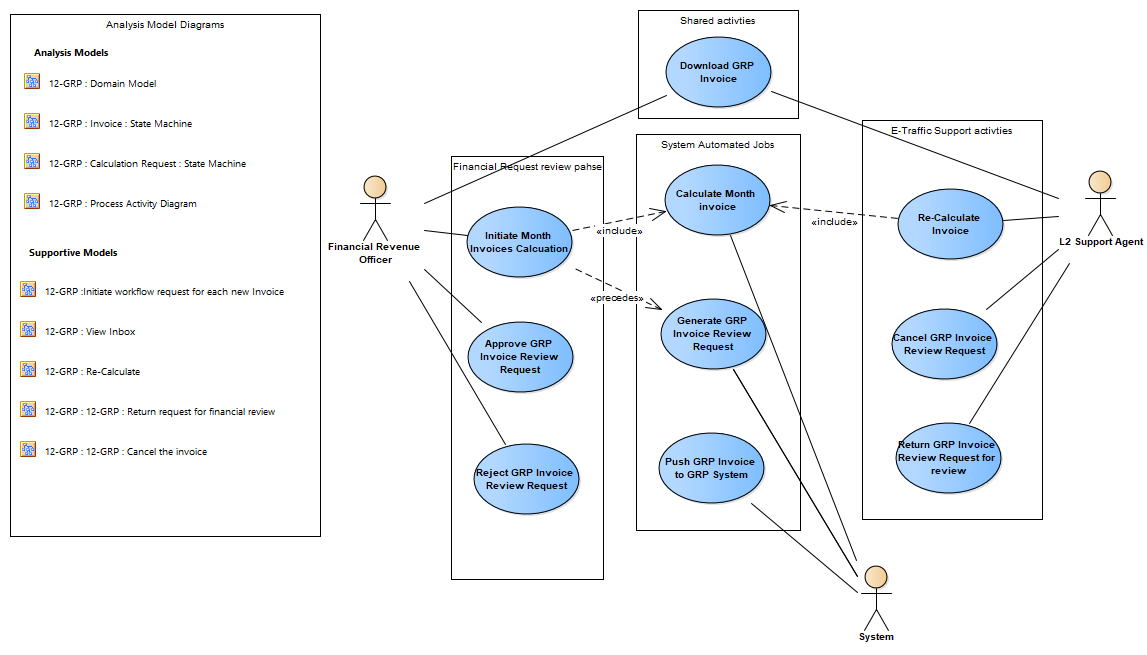 Analysis Model Diagrams
Analysis Models
12-GRP : Domain Model
12-GRP : Invoice : State Machine
12-GRP : Calculation Request : State Machine
12-GRP : Process Activity Diagram
Supportive Models
12-GRP :Initiate workflow request for each new Invoice
12-GRP : View Inbox
12-GRP : Re-Calculate
12-GRP : 12-GRP : Return request for financial review
12-GRP : 12-GRP : Cancel the invoice
Financial Revenue
Officer
Financial Request review pahse
Initiate Month
Invoices Calcuation
Approve GRP
Invoice Review
Request
Reject GRP Invoice
Review Request
«include»
«precedes»
Shared activties
Download GRP
Invoice
System Automated Jobs
Calculate Month
invoice
Generate GRP
Invoice Review
Request
Push GRP Invoice
to GRP System
«include»
E-Traffic Support activties
Re-Calculate
Invoice
Cancel GRP Invoice
Review Request
Return GRP Invoice
Review Request for
review
L2 Support Agent
System